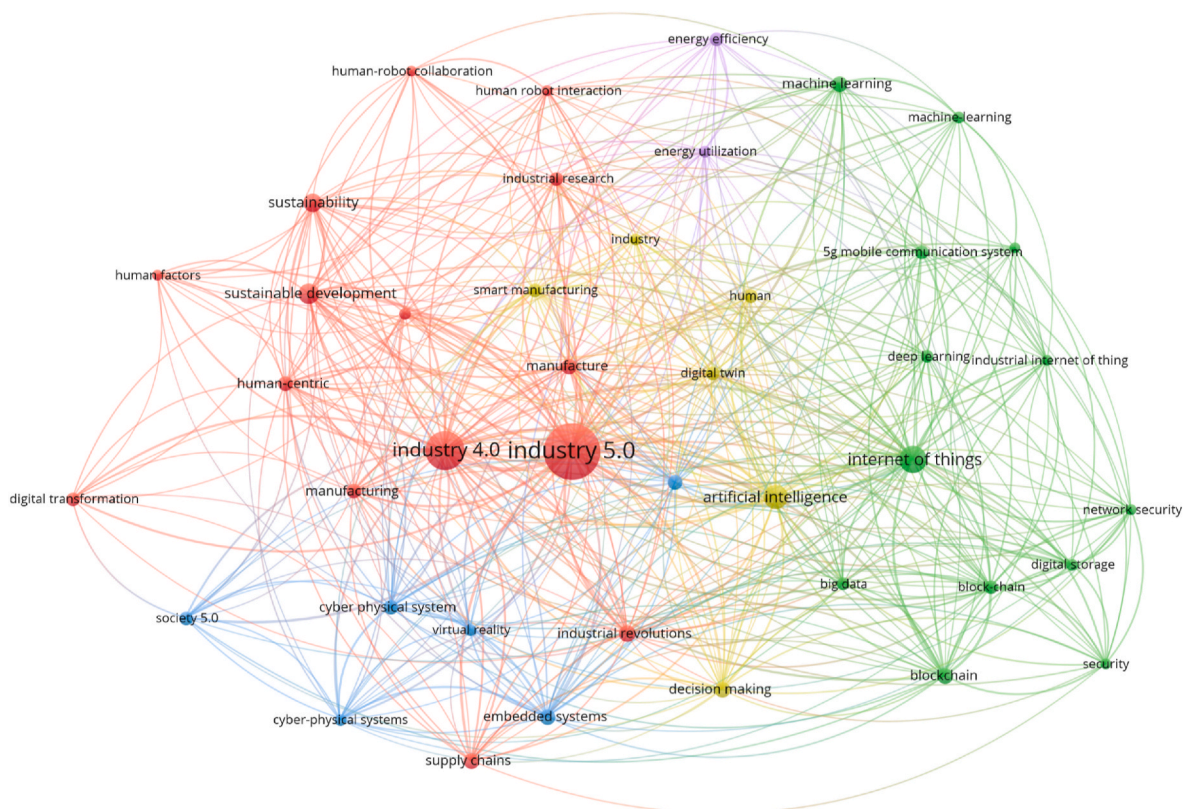 energy efficiency
human-robot collaboration
machine learning
human robot interaction
machine-learning
energy utilization
industrial research
sustainability
industry
5g mobile communication system
human factors
sustainable development
smart manufacturing
human
manufacture
deep learning
industrial internet of thing
digital twin
human-centric
industry 4.0
industry 5.0
internet of things
manufacturing
artificial intelligence
digital transformation
network security
digital storage
big data
block-chain
cyber physical system
society 5.0
virtual reality
industrial revolutions
security
blockchain
decision making
cyber-physical systems
embedded systems
supply chains